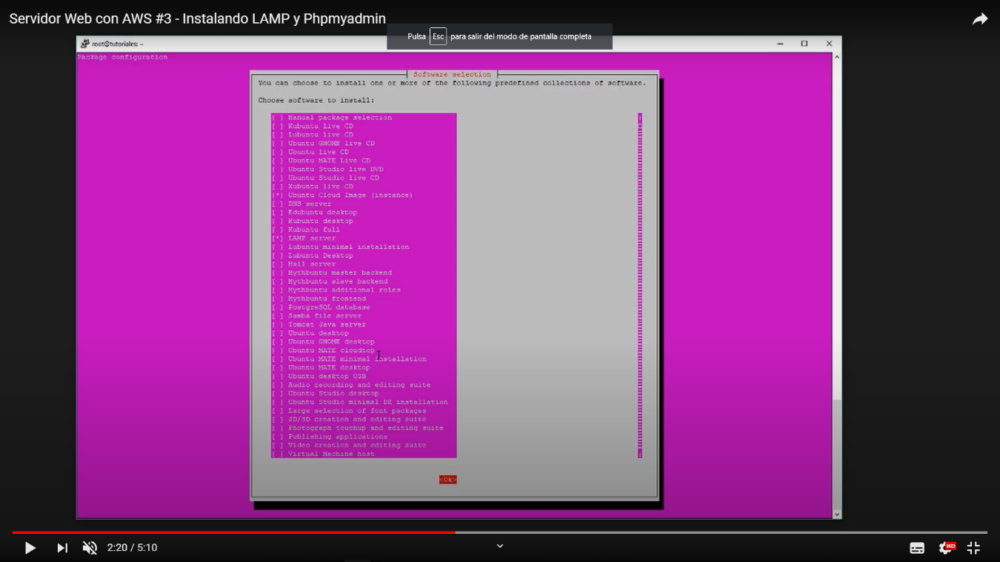 Servidor Web con AWS #3 - Instalando LAMP y Phpmyadmin
Pulsa Esc para salir del modo de pantalla completa
root@tutoriales: ~
Package configuration
Software selection
You can choose to install one or more of the following predefined collections of software.
Choose software to install:
[ ] Manual package selection
[ ] Kubuntu live CD
[ ] Lubuntu live CD
[ ] Ubuntu GNOME live CD
[ ] Ubuntu live CD
[ ] Ubuntu MATE Live CD
[ ] Ubuntu Studio live DVD
[ ] Ubuntu Studio live CD
[ ] Xubuntu live CD
[*] Ubuntu Cloud Image (instance)
[ ] DNS server
[ ] Edubuntu desktop
[ ] Kubuntu desktop
[ ] Kubuntu full
[*] LAMP server
[ ] Lubuntu minimal installation
[ ] Lubuntu Desktop
[ ] Mail server
[ ] Mythbuntu master backend
[ ] Mythbuntu slave backend
[ ] Mythbuntu additional roles
[ ] Mythbuntu frontend
[ ] PostgreSQL database
[ ] Samba file server
[ ] Tomcat Java server
[ ] Ubuntu desktop
[ ] Ubuntu GNOME desktop
[ ] Ubuntu MATE cloudtop
[ ] Ubuntu MATE minimal installation
[ ] Ubuntu MATE desktop
[ ] Ubuntu desktop USB
[ ] Audio recording and editing suite
[ ] Ubuntu Studio desktop
[ ] Ubuntu Studio minimal DE installation
[ ] Large selection of font packages
[ ] 2D/3D creation and editing suite
[ ] Photograph touchup and editing suite
[ ] Publishing applications
[ ] Video creation and editing suite
[ ] Virtual Machine host
<Ok>
2:20 / 5:10
HD